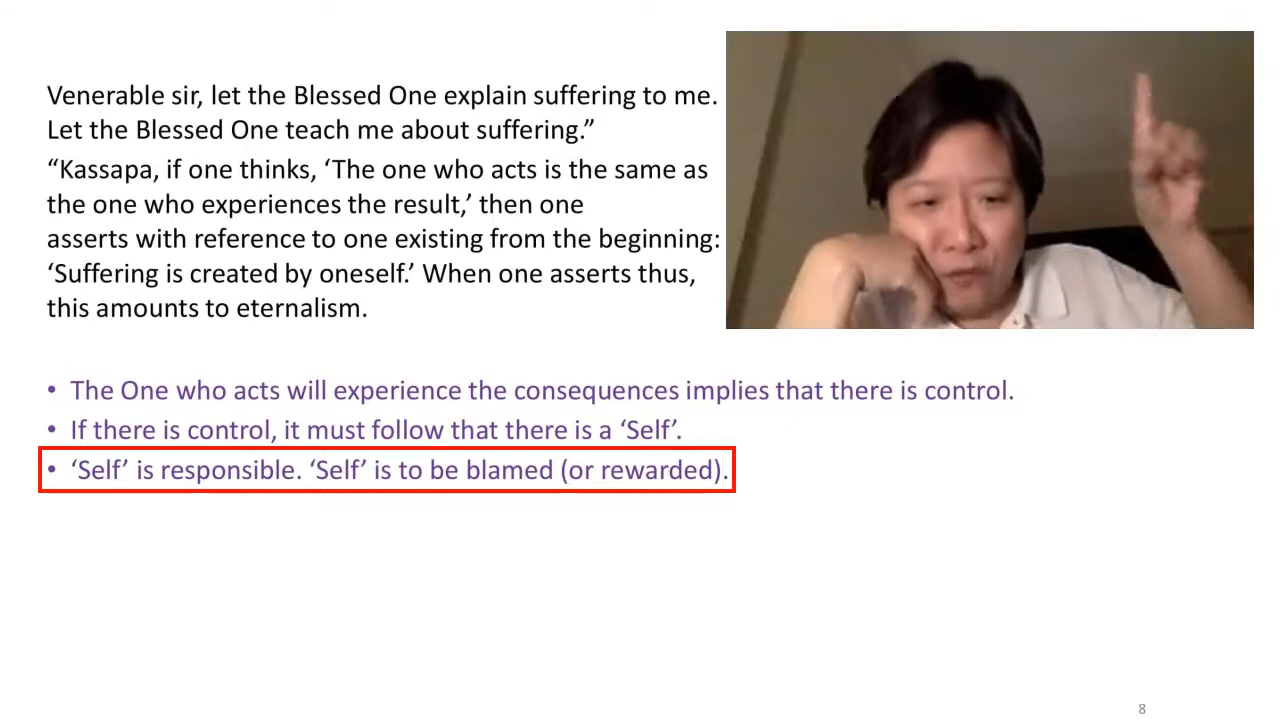 Venerable sir, let the Blessed One explain suffering to me.
Let the Blessed One teach me about suffering.”
“Kassapa, if one thinks, ‘The one who acts is the same as
the one who experiences the result,’ then one
asserts with reference to one existing from the beginning:
‘Suffering is created by oneself.’ When one asserts thus,
this amounts to eternalism.
• The One who acts will experience the consequences implies that there is control.
• If there is control, it must follow that there is a ‘Self’.
• ‘Self’ is responsible. ‘Self’ is to be blamed (or rewarded).
8